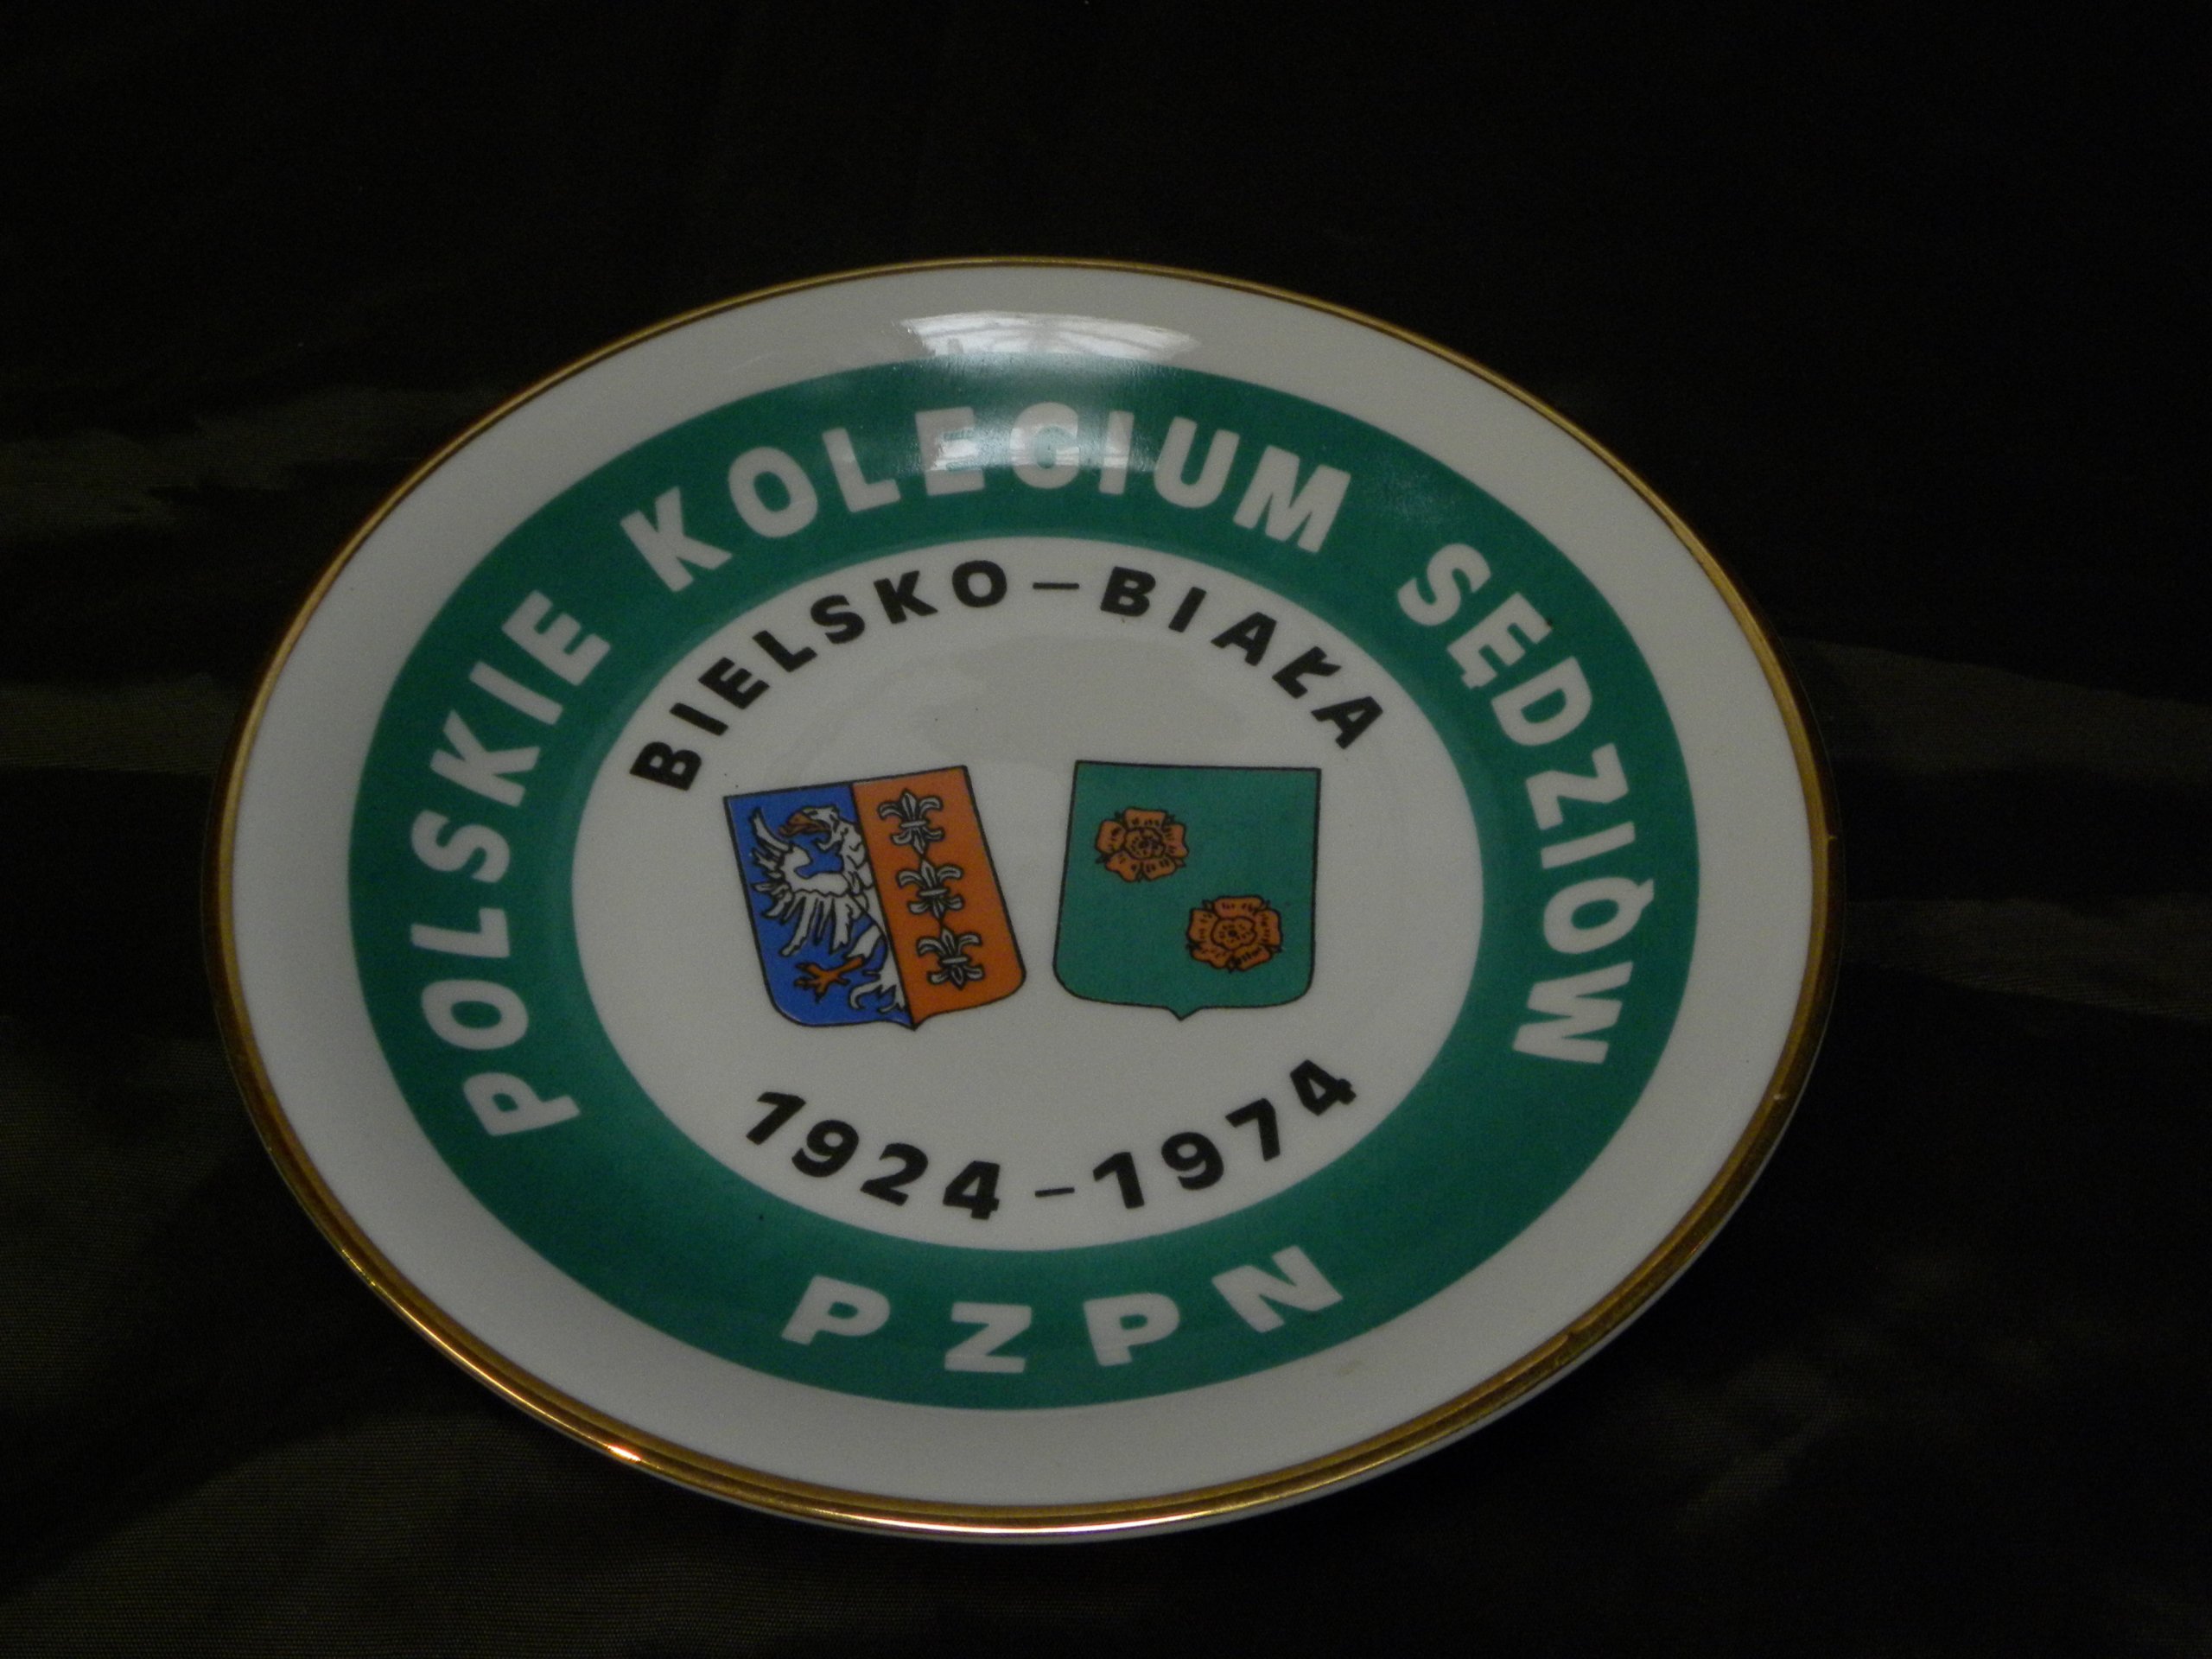 POLSKIE KOLEGIUM SĘDZIÓW
BIELSKO–BIAŁA
1924–1974
PZPN